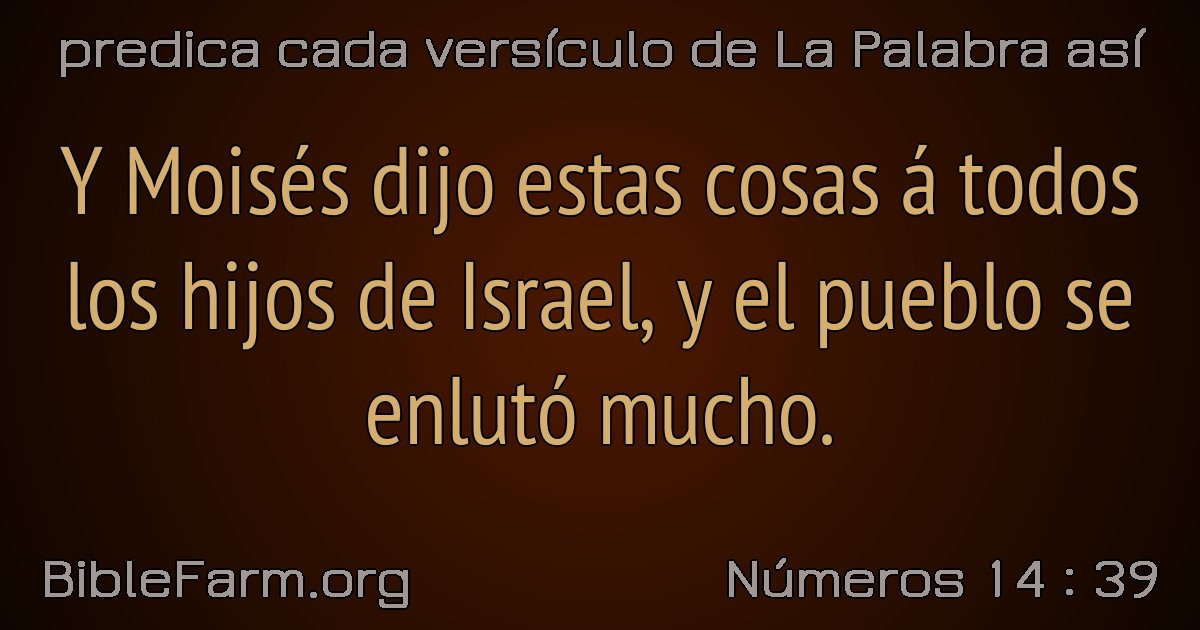 predica cada versículo de La Palabra así
Y Moisés dijo estas cosas á todos
los hijos de Israel, y el pueblo se
enlutó mucho.
BibleFarm.org
Números 14 : 39